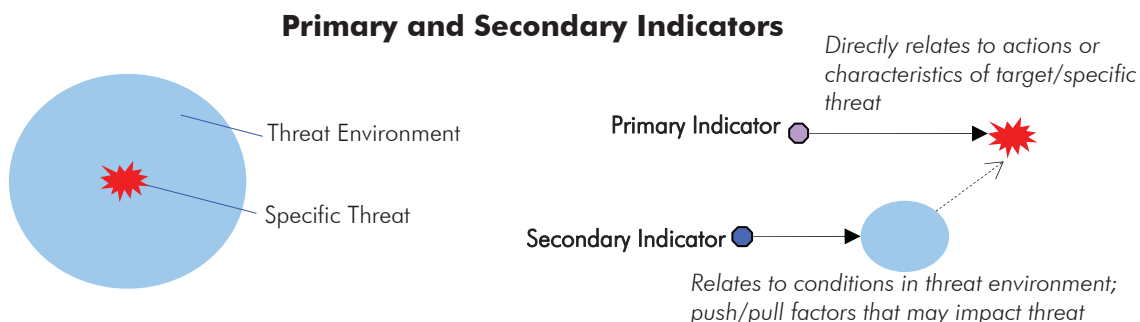 Primary and Secondary Indicators
Threat Environment
Specific Threat
Directly relates to actions or
characteristics of target/specific
threat
Primary Indicator
Secondary Indicator
Relates to conditions in threat environment;
push/pull factors that may impact threat